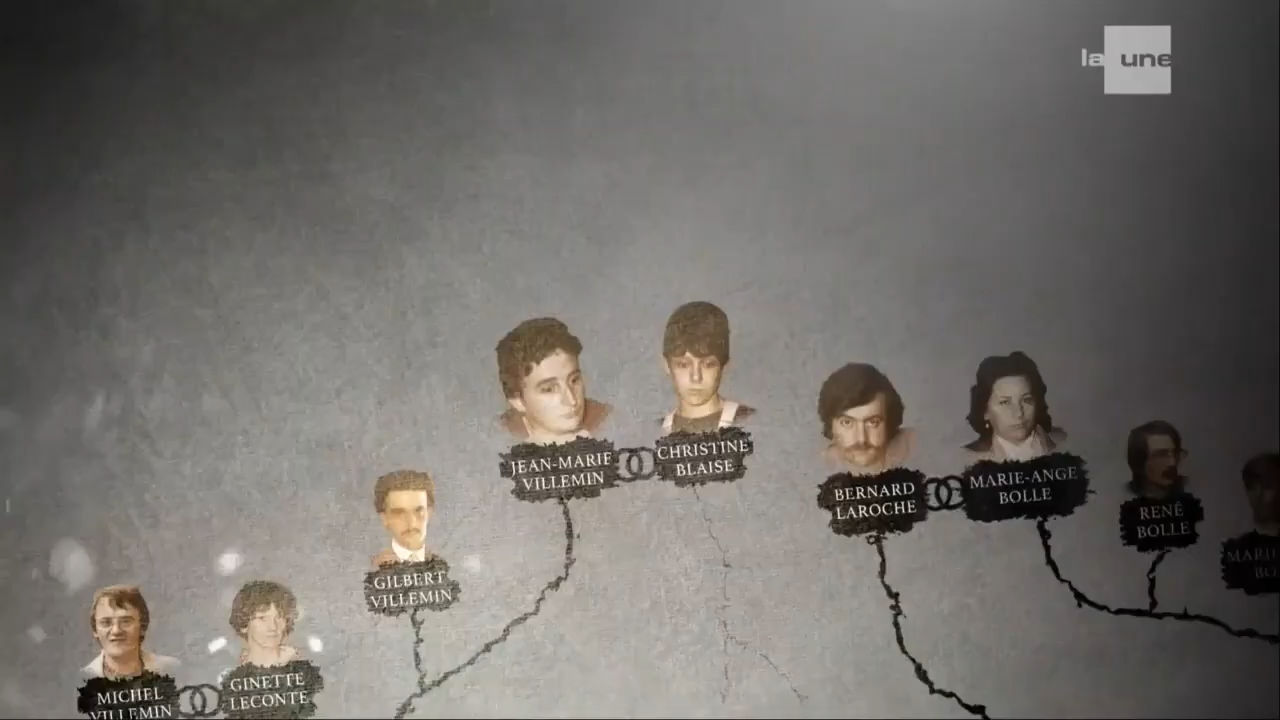 la une
JEAN-MARIE
VILLEMIN
CHRISTINE
BLAISE
BERNARD
LAROCHE
MARIE-ANGE
BOLLE
RENÉ
BOLLE
GILBERT
VILLEMIN
MICHEL
VILLEMIN
GINETTE
LECONTE